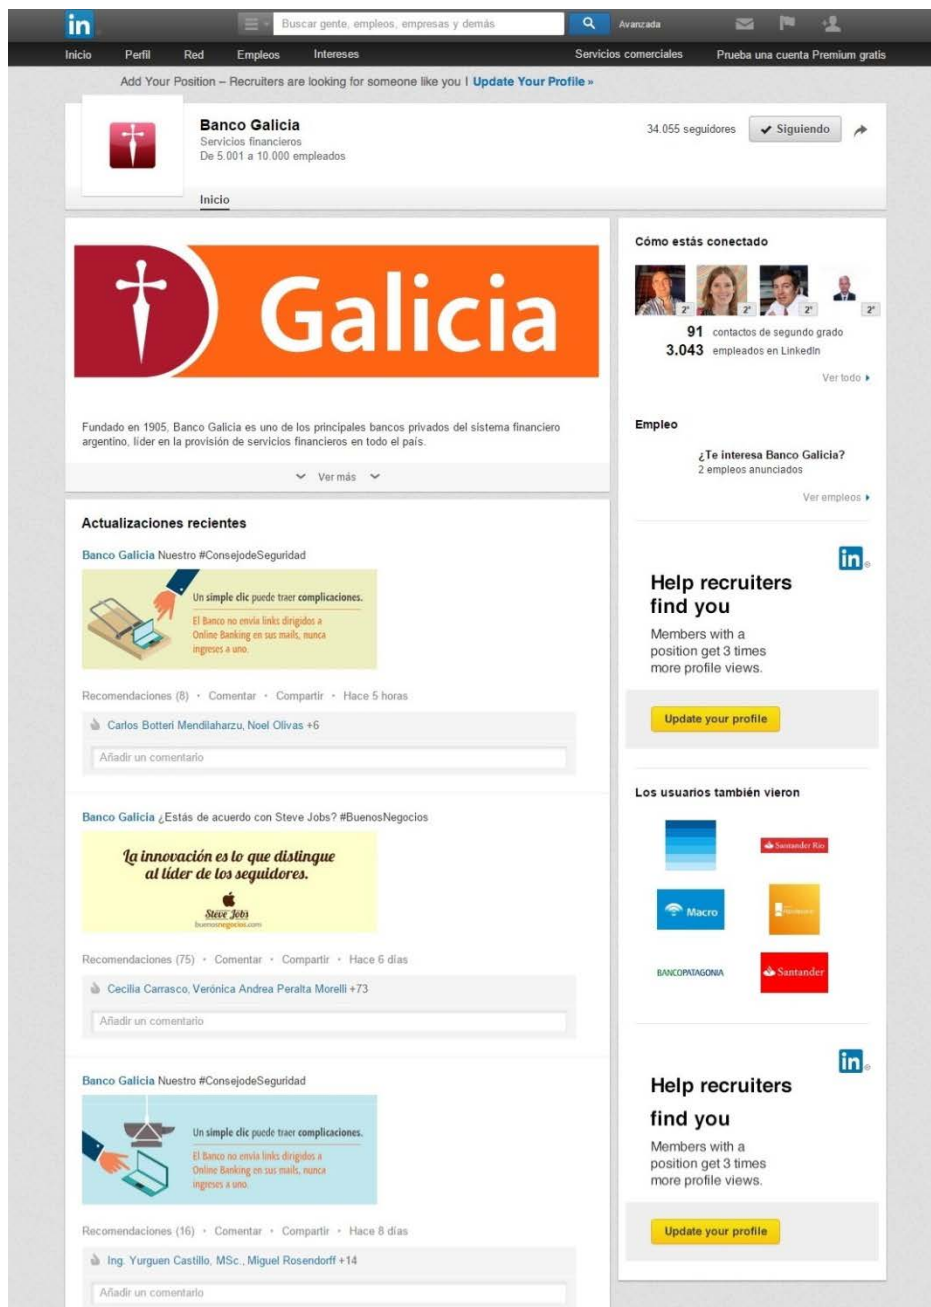 in
Buscar gente, empleos, empresas y demás
Avanzada
Inicio Perfil Red Empleos Intereses Servicios comerciales Prueba una cuenta Premium gratis
Add Your Position – Recruiters are looking for someone like you | Update Your Profile »
Banco Galicia
Servicios financieros
De 5.001 a 10.000 empleados
34.055 seguidores Siguiendo
Inicio
Galicia
Fundado en 1905, Banco Galicia es uno de los principales bancos privados del sistema financiero
argentino, líder en la provisión de servicios financieros en todo el país.
Ver más
Actualizaciones recientes
Banco Galicia Nuestro #ConsejodeSeguridad
Un simple clic puede traer complicaciones.
El Banco no envía links dirigidos a
Online Banking en sus mails, nunca
ingreses a uno.
Recomendaciones (8) • Comentar • Compartir • Hace 5 horas
Carlos Botteri Mendilaharzu, Noel Olivas +6
Añadir un comentario
Banco Galicia ¿Estás de acuerdo con Steve Jobs? #BuenosNegocios
La innovación es lo que distingue
al líder de los seguidores.
Steve Jobs
buenosnegocios.com
Recomendaciones (75) • Comentar • Compartir • Hace 6 días
Cecilia Carrasco, Verónica Andrea Peralta Morelli +73
Añadir un comentario
Banco Galicia Nuestro #ConsejodeSeguridad
Un simple clic puede traer complicaciones.
El Banco no envía links dirigidos a
Online Banking en sus mails, nunca
ingreses a uno.
Recomendaciones (16) • Comentar • Compartir • Hace 8 días
Ing. Yurguen Castillo, MSc., Miguel Rosendorff +14
Añadir un comentario
Cómo estás conectado
2° 2° 2° 2°
91 contactos de segundo grado
3.043 empleados en LinkedIn
Ver todo
Empleo
¿Te interesa Banco Galicia?
2 empleos anunciados
Ver empleos
in
Help recruiters
find you
Members with a
position get 3 times
more profile views.
Update your profile
Los usuarios también vieron
Santander Río
Macro
BANCOPATAGONIA
Santander
in
Help recruiters
find you
Members with a
position get 3 times
more profile views.
Update your profile